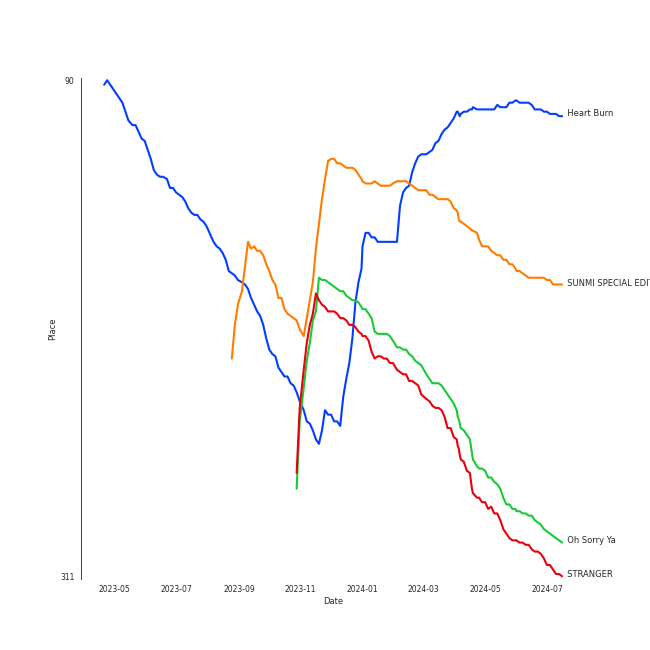 90
Heart Burn
SUNMI SPECIAL EDIT
Place
Oh Sorry Ya
STRANGER
311
2023-05 2023-07 2023-09 2023-11 2024-01 2024-03 2024-05 2024-07
Date